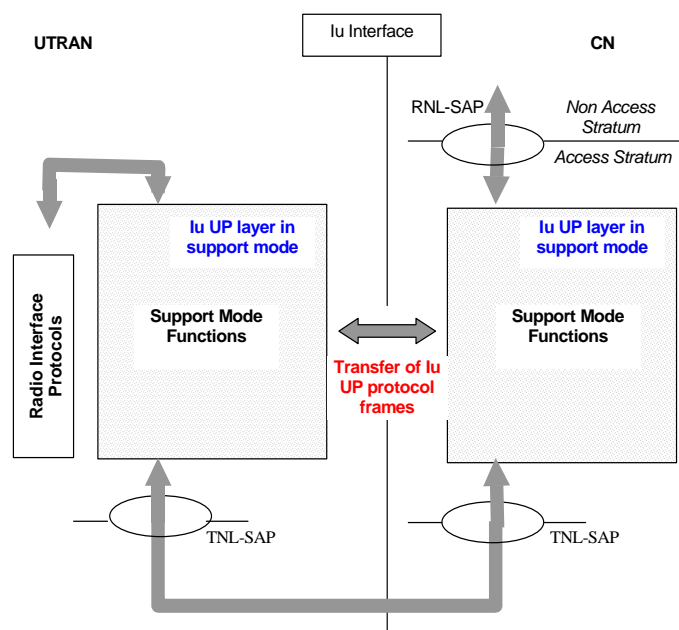 Iu Interface
UTRAN
CN
RNL-SAP
Non Access
Stratum
Access Stratum
Iu UP layer in
support mode
Support Mode
Functions
Radio Interface
Protocols
Transfer of Iu
UP protocol
frames
Iu UP layer in
support mode
Support Mode
Functions
TNL-SAP
TNL-SAP